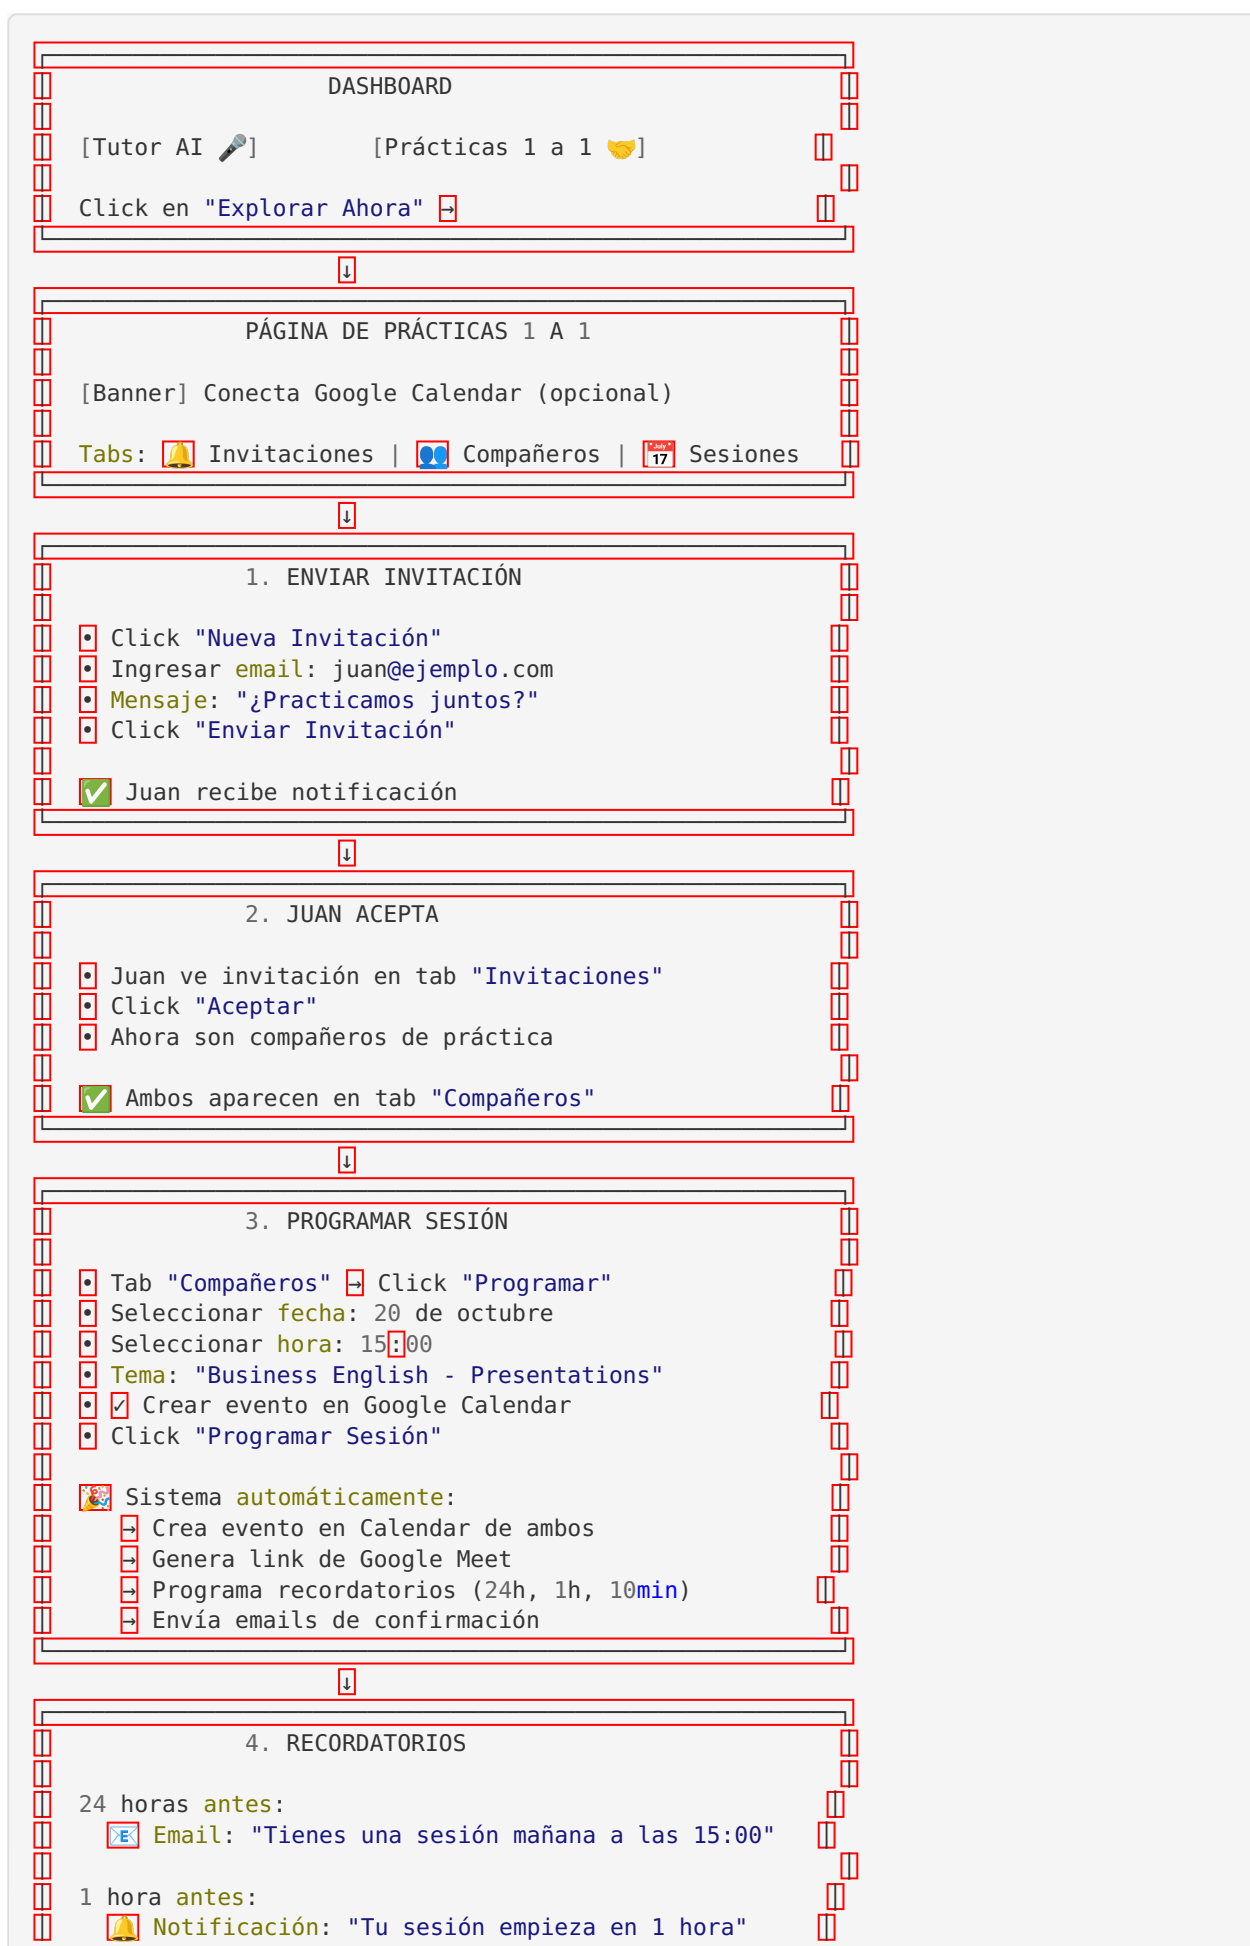 DASHBOARD
[Tutor AI 🎤] [Prácticas 1 a 1 🤝]
Click en "Explorar Ahora" →
↓
PÁGINA DE PRÁCTICAS 1 A 1
[Banner] Conecta Google Calendar (opcional)
Tabs: 🔔 Invitaciones | 👥 Compañeros | 📅 Sesiones
↓
1. ENVIAR INVITACIÓN
• Click "Nueva Invitación"
• Ingresar email: juan@ejemplo.com
• Mensaje: "¿Practicamos juntos?"
• Click "Enviar Invitación"
✅ Juan recibe notificación
↓
2. JUAN ACEPTA
• Juan ve invitación en tab "Invitaciones"
• Click "Aceptar"
• Ahora son compañeros de práctica
✅ Ambos aparecen en tab "Compañeros"
↓
3. PROGRAMAR SESIÓN
• Tab "Compañeros" → Click "Programar"
• Seleccionar fecha: 20 de octubre
• Seleccionar hora: 15:00
• Tema: "Business English - Presentations"
• ✓ Crear evento en Google Calendar
• Click "Programar Sesión"
🎉 Sistema automáticamente:
→ Crea evento en Calendar de ambos
→ Genera link de Google Meet
→ Programa recordatorios (24h, 1h, 10min)
→ Envía emails de confirmación
↓
4. RECORDATORIOS
24 horas antes:
📧 Email: "Tienes una sesión mañana a las 15:00"
1 hora antes:
🔔 Notificación: "Tu sesión empieza en 1 hora"